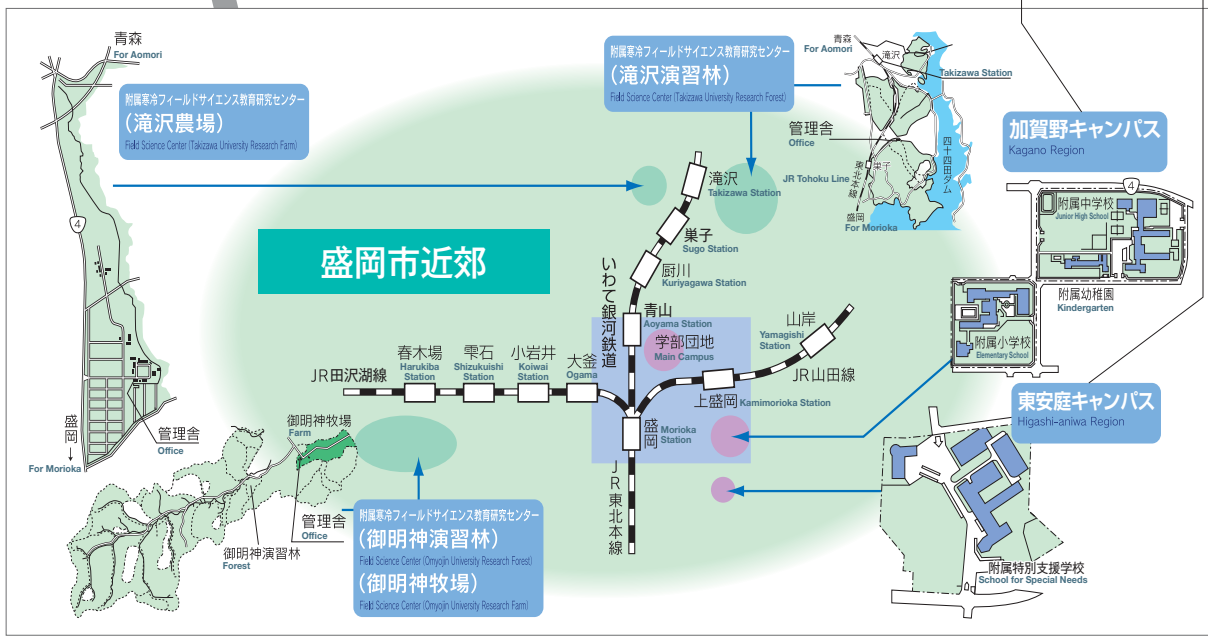 青森
For Aomori
附属寒冷フィールドサイエンス教育研究センター
(滝沢農場)
Field Science Center (Takizawa University Research Farm)
4
盛岡
For Morioka
管理舎
Office
附属寒冷フィールドサイエンス教育研究センター
(滝沢演習林)
Field Science Center (Takizawa University Research Forest)
青森
For Aomori
滝沢
Takizawa Station
管理舎
Office
巣子
JR Tohoku Line
東北本線
四十四田ダム
盛岡
For Morioka
加賀野キャンパス
Kagano Region
4
附属中学校
Junior High School
附属幼稚園
Kindergarten
附属小学校
Elementary School
盛岡市近郊
滝沢
Takizawa Station
巣子
Sugo Station
厨川
Kuriyagawa Station
いわて銀河鉄道
青山
Aoyama Station
学部団地
Main Campus
山岸
Yamagishi
Station
JR山田線
上盛岡
Kamimorioka Station
JR田沢湖線
春木場
Harukiba
Station
雫石
Shizukuishi
Station
小岩井
Koiwai
Station
大釜
Ogama
盛岡
Morioka
Station
JR東北本線
御明神牧場
Farm
管理舎
Office
御明神演習林
Forest
附属寒冷フィールドサイエンス教育研究センター
(御明神演習林)
Field Science Center (Omyojin University Research Forest)
(御明神牧場)
Field Science Center (Omyojin University Research Farm)
東安庭キャンパス
Higashi-aniwa Region
附属特別支援学校
School for Special Needs